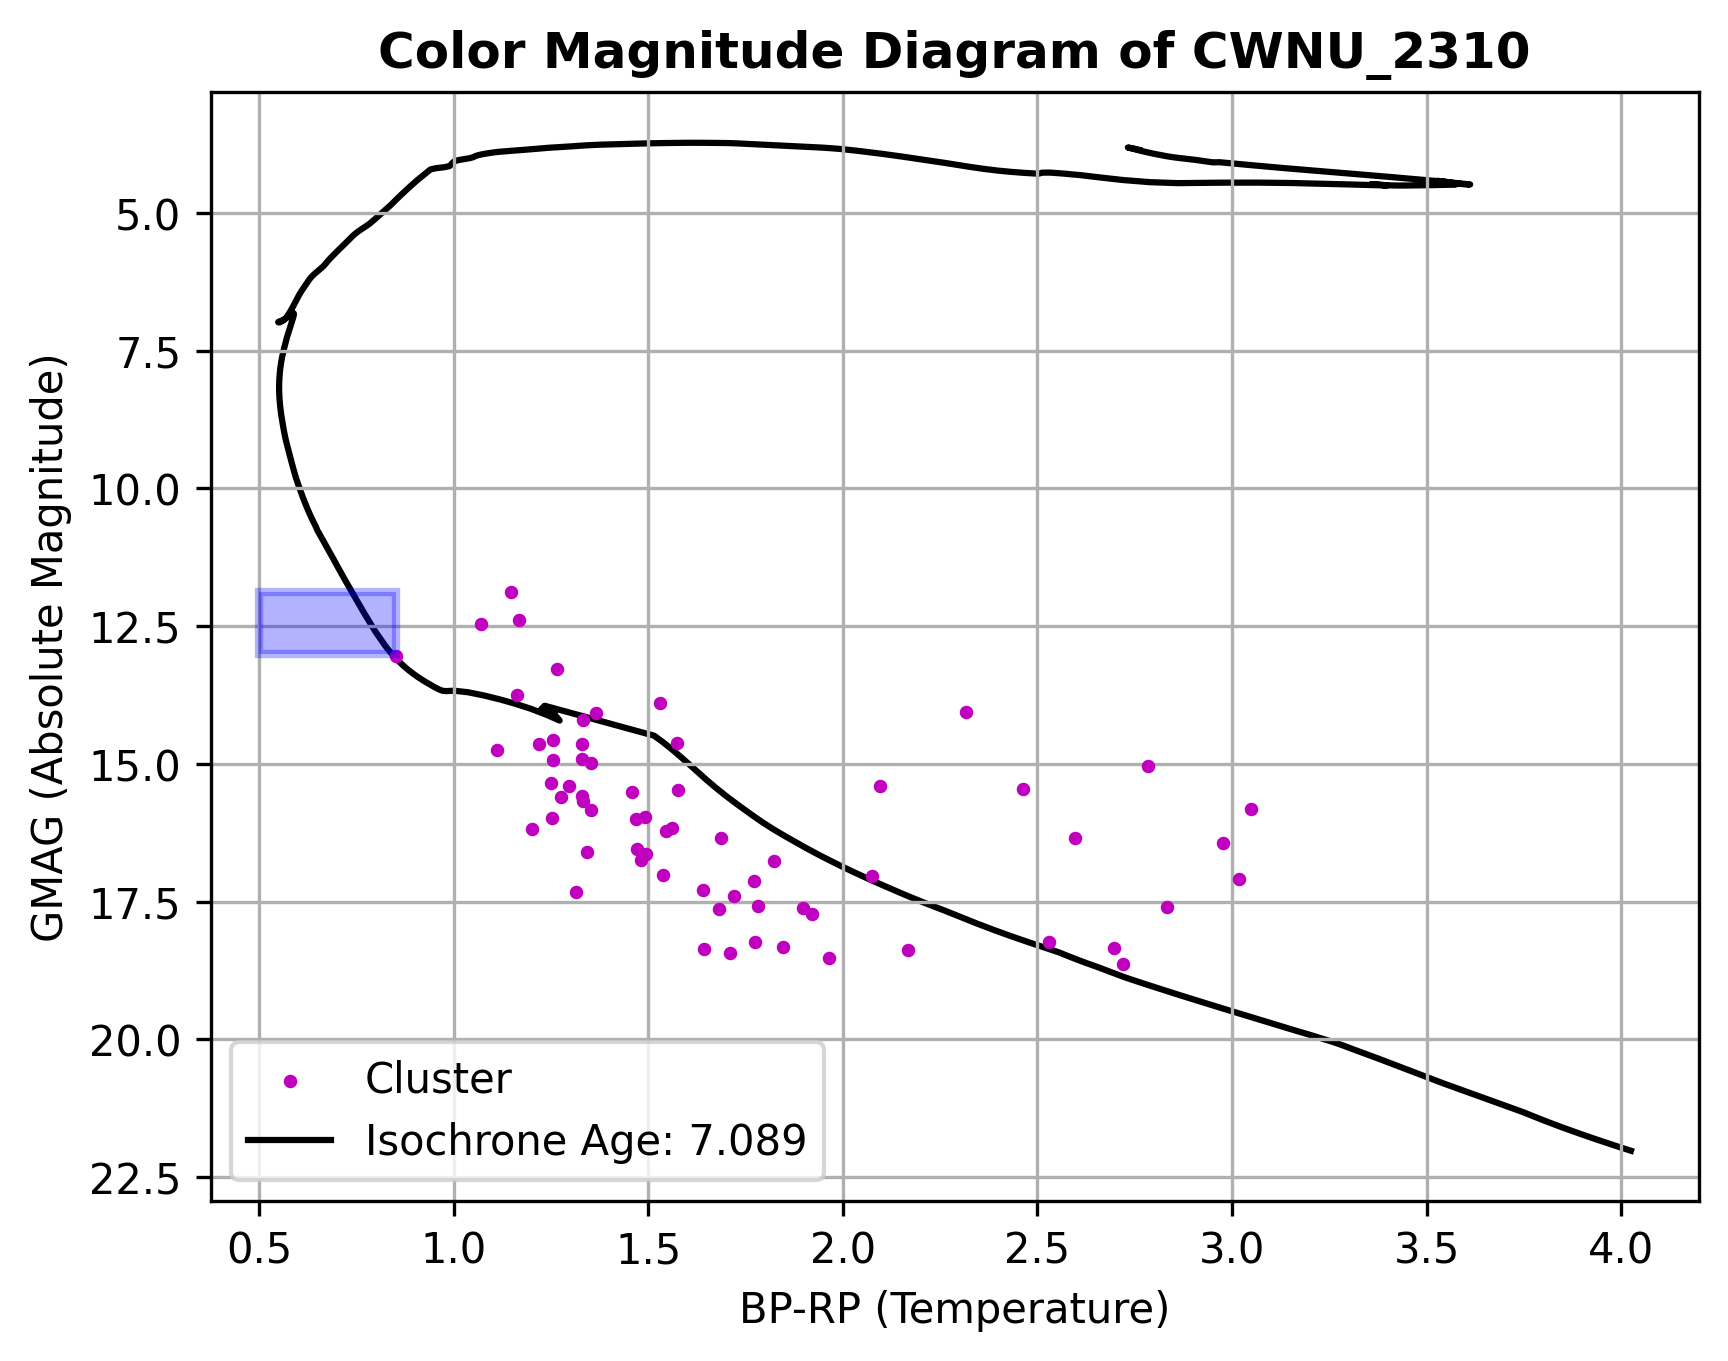 Color Magnitude Diagram of CWNU_2310
GMAG (Absolute Magnitude)
5.0
7.5
10.0
12.5
15.0
17.5
20.0
22.5
Cluster
Isochrone Age: 7.089
0.5 1.0 1.5 2.0 2.5 3.0 3.5 4.0
BP-RP (Temperature)